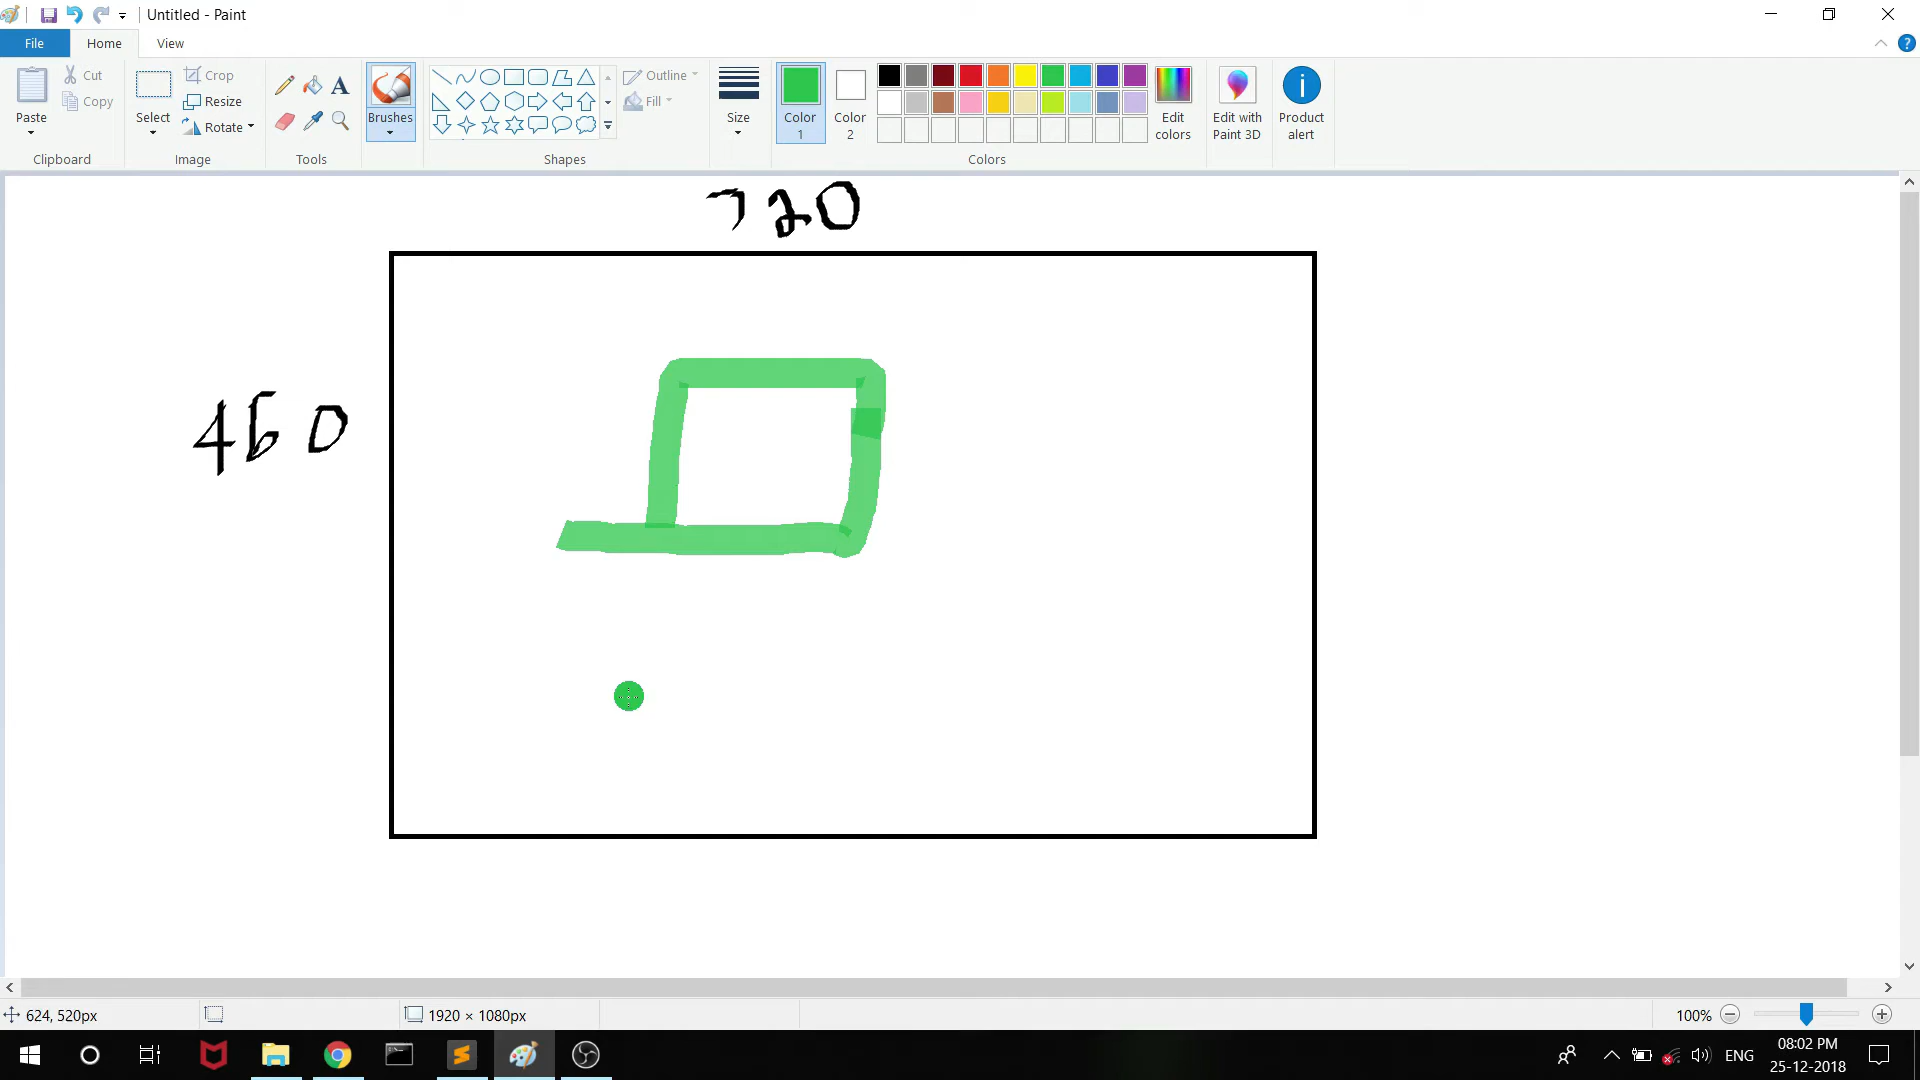 Untitled - Paint
File Home View
Paste
Cut
Copy
Clipboard
Select
Crop
Resize
Rotate
Image
A
Tools
Brushes
Outline
Fill
Shapes
Size
Color 1
Color 2
Edit colors
Colors
Edit with Paint 3D
Product alert
720
460
624, 520px
1920 × 1080px
100%
ENG
08:02 PM
25-12-2018